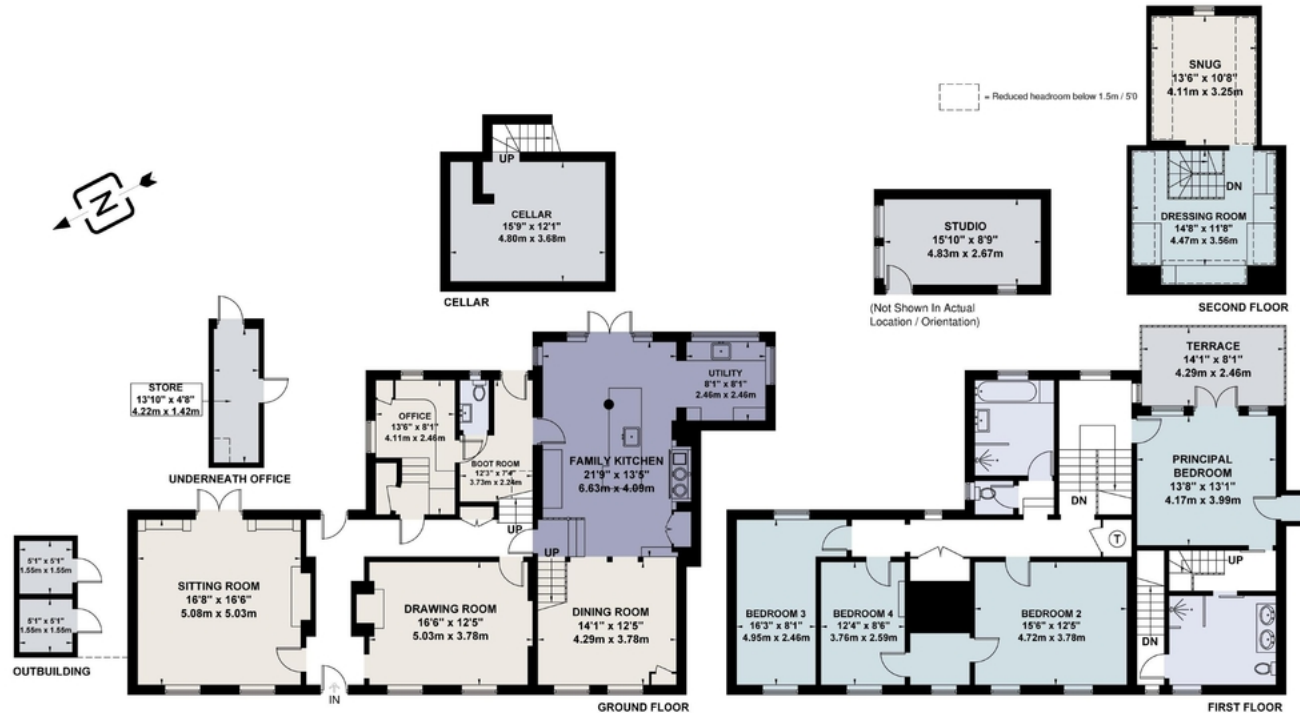 SNUG
13'6" x 10'8"
4.11m x 3.25m
= Reduced headroom below 1.5m / 5'0
UP
CELLAR
15'9" x 12'1"
4.80m x 3.68m
CELLAR
N
STUDIO
15'10" x 8'9"
4.83m x 2.67m
(Not Shown In Actual
Location / Orientation)
DN
DRESSING ROOM
14'8" x 11'8"
4.47m x 3.56m
SECOND FLOOR
STORE
13'10" x 4'8"
4.22m x 1.42m
UNDERNEATH OFFICE
OFFICE
13'6" x 8'1"
4.11m x 2.46m
BOOT ROOM
12'3" x 7'4"
3.73m x 2.24m
UTILITY
8'1" x 8'1"
2.46m x 2.46m
FAMILY KITCHEN
21'9" x 13'5"
6.63m x 4.09m
UP
UP
5'1" x 5'1"
1.55m x 1.55m
5'1" x 5'1"
1.55m x 1.55m
OUTBUILDING
SITTING ROOM
16'8" x 16'6"
5.08m x 5.03m
DRAWING ROOM
16'6" x 12'5"
5.03m x 3.78m
DINING ROOM
14'1" x 12'5"
4.29m x 3.78m
IN
GROUND FLOOR
TERRACE
14'1" x 8'1"
4.29m x 2.46m
PRINCIPAL
BEDROOM
13'8" x 13'1"
4.17m x 3.99m
DN
T
UP
BEDROOM 3
16'3" x 8'1"
4.95m x 2.46m
BEDROOM 4
12'4" x 8'6"
3.76m x 2.59m
BEDROOM 2
15'6" x 12'5"
4.72m x 3.78m
DN
FIRST FLOOR